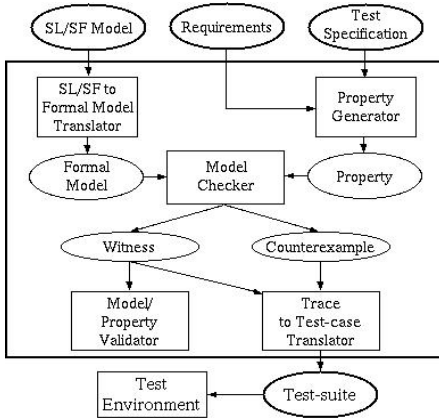 SL/SF Model
Requirements
Test
Specification
SL/SF to
Formal Model
Translator
Property
Generator
Formal
Model
Model
Checker
Property
Witness
Counterexample
Model/
Property
Validator
Trace
to Test-case
Translator
Test
Environment
Test-suite